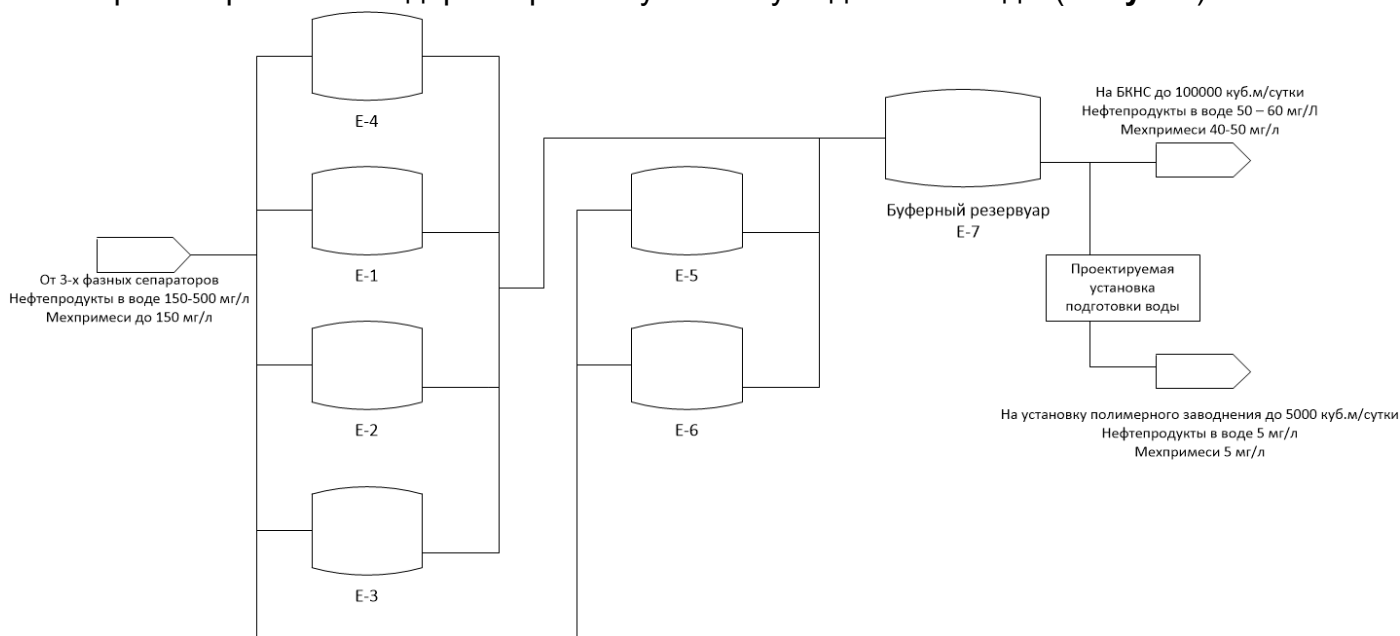 Е-4
Е-1
Е-2
Е-3
От 3-х фазных сепараторов
Нефтепродукты в воде 150-500 мг/л
Мехпримеси до 150 мг/л
Е-5
Е-6
Буферный резервуар
Е-7
На БКНС до 100000 куб.м/сутки
Нефтепродукты в воде 50 – 60 мг/Л
Мехпримеси 40-50 мг/л
Проектируемая
установка
подготовки воды
На установку полимерного заводнения до 5000 куб.м/сутки
Нефтепродукты в воде 5 мг/л
Мехпримеси 5 мг/л